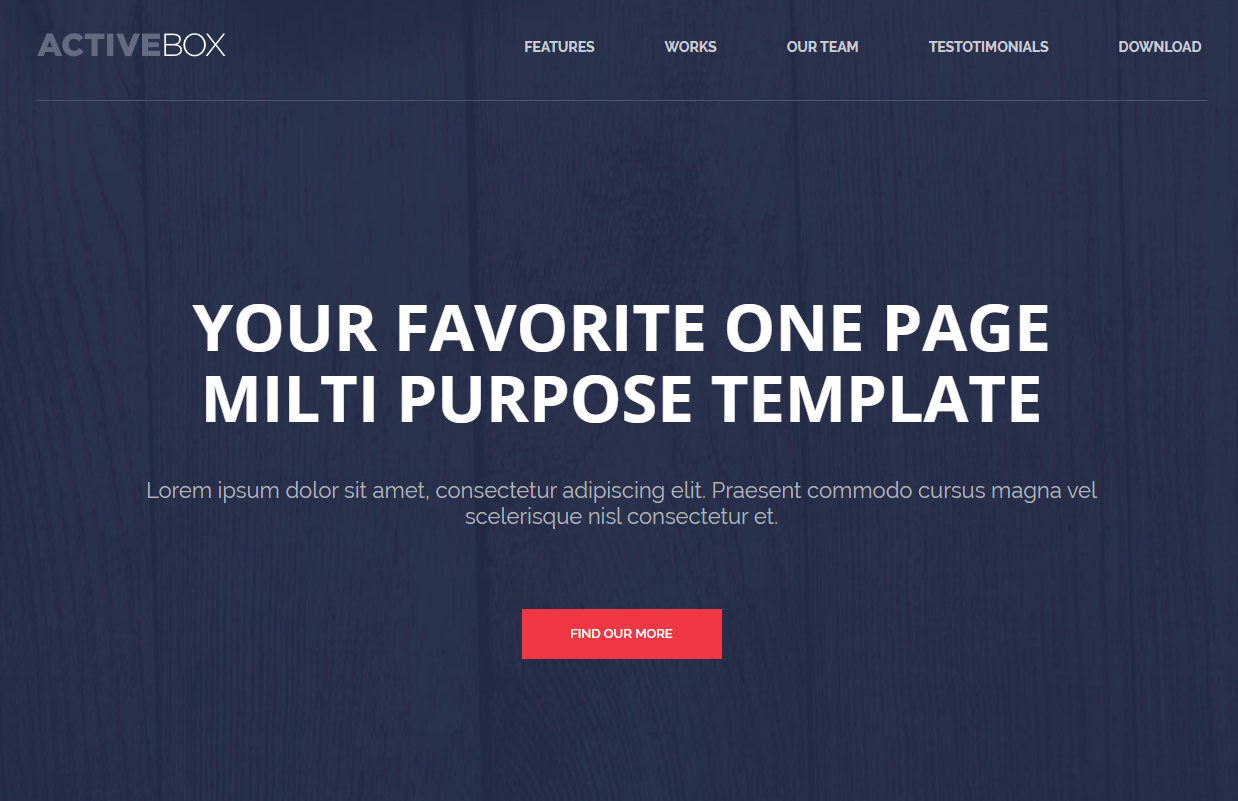 ACTIVEBOX
FEATURES WORKS OUR TEAM TESTOTIMONIALS DOWNLOAD
YOUR FAVORITE ONE PAGE
MILTI PURPOSE TEMPLATE
Lorem ipsum dolor sit amet, consectetur adipiscing elit. Praesent commodo cursus magna vel
scelerisque nisl consectetur et.
FIND OUR MORE